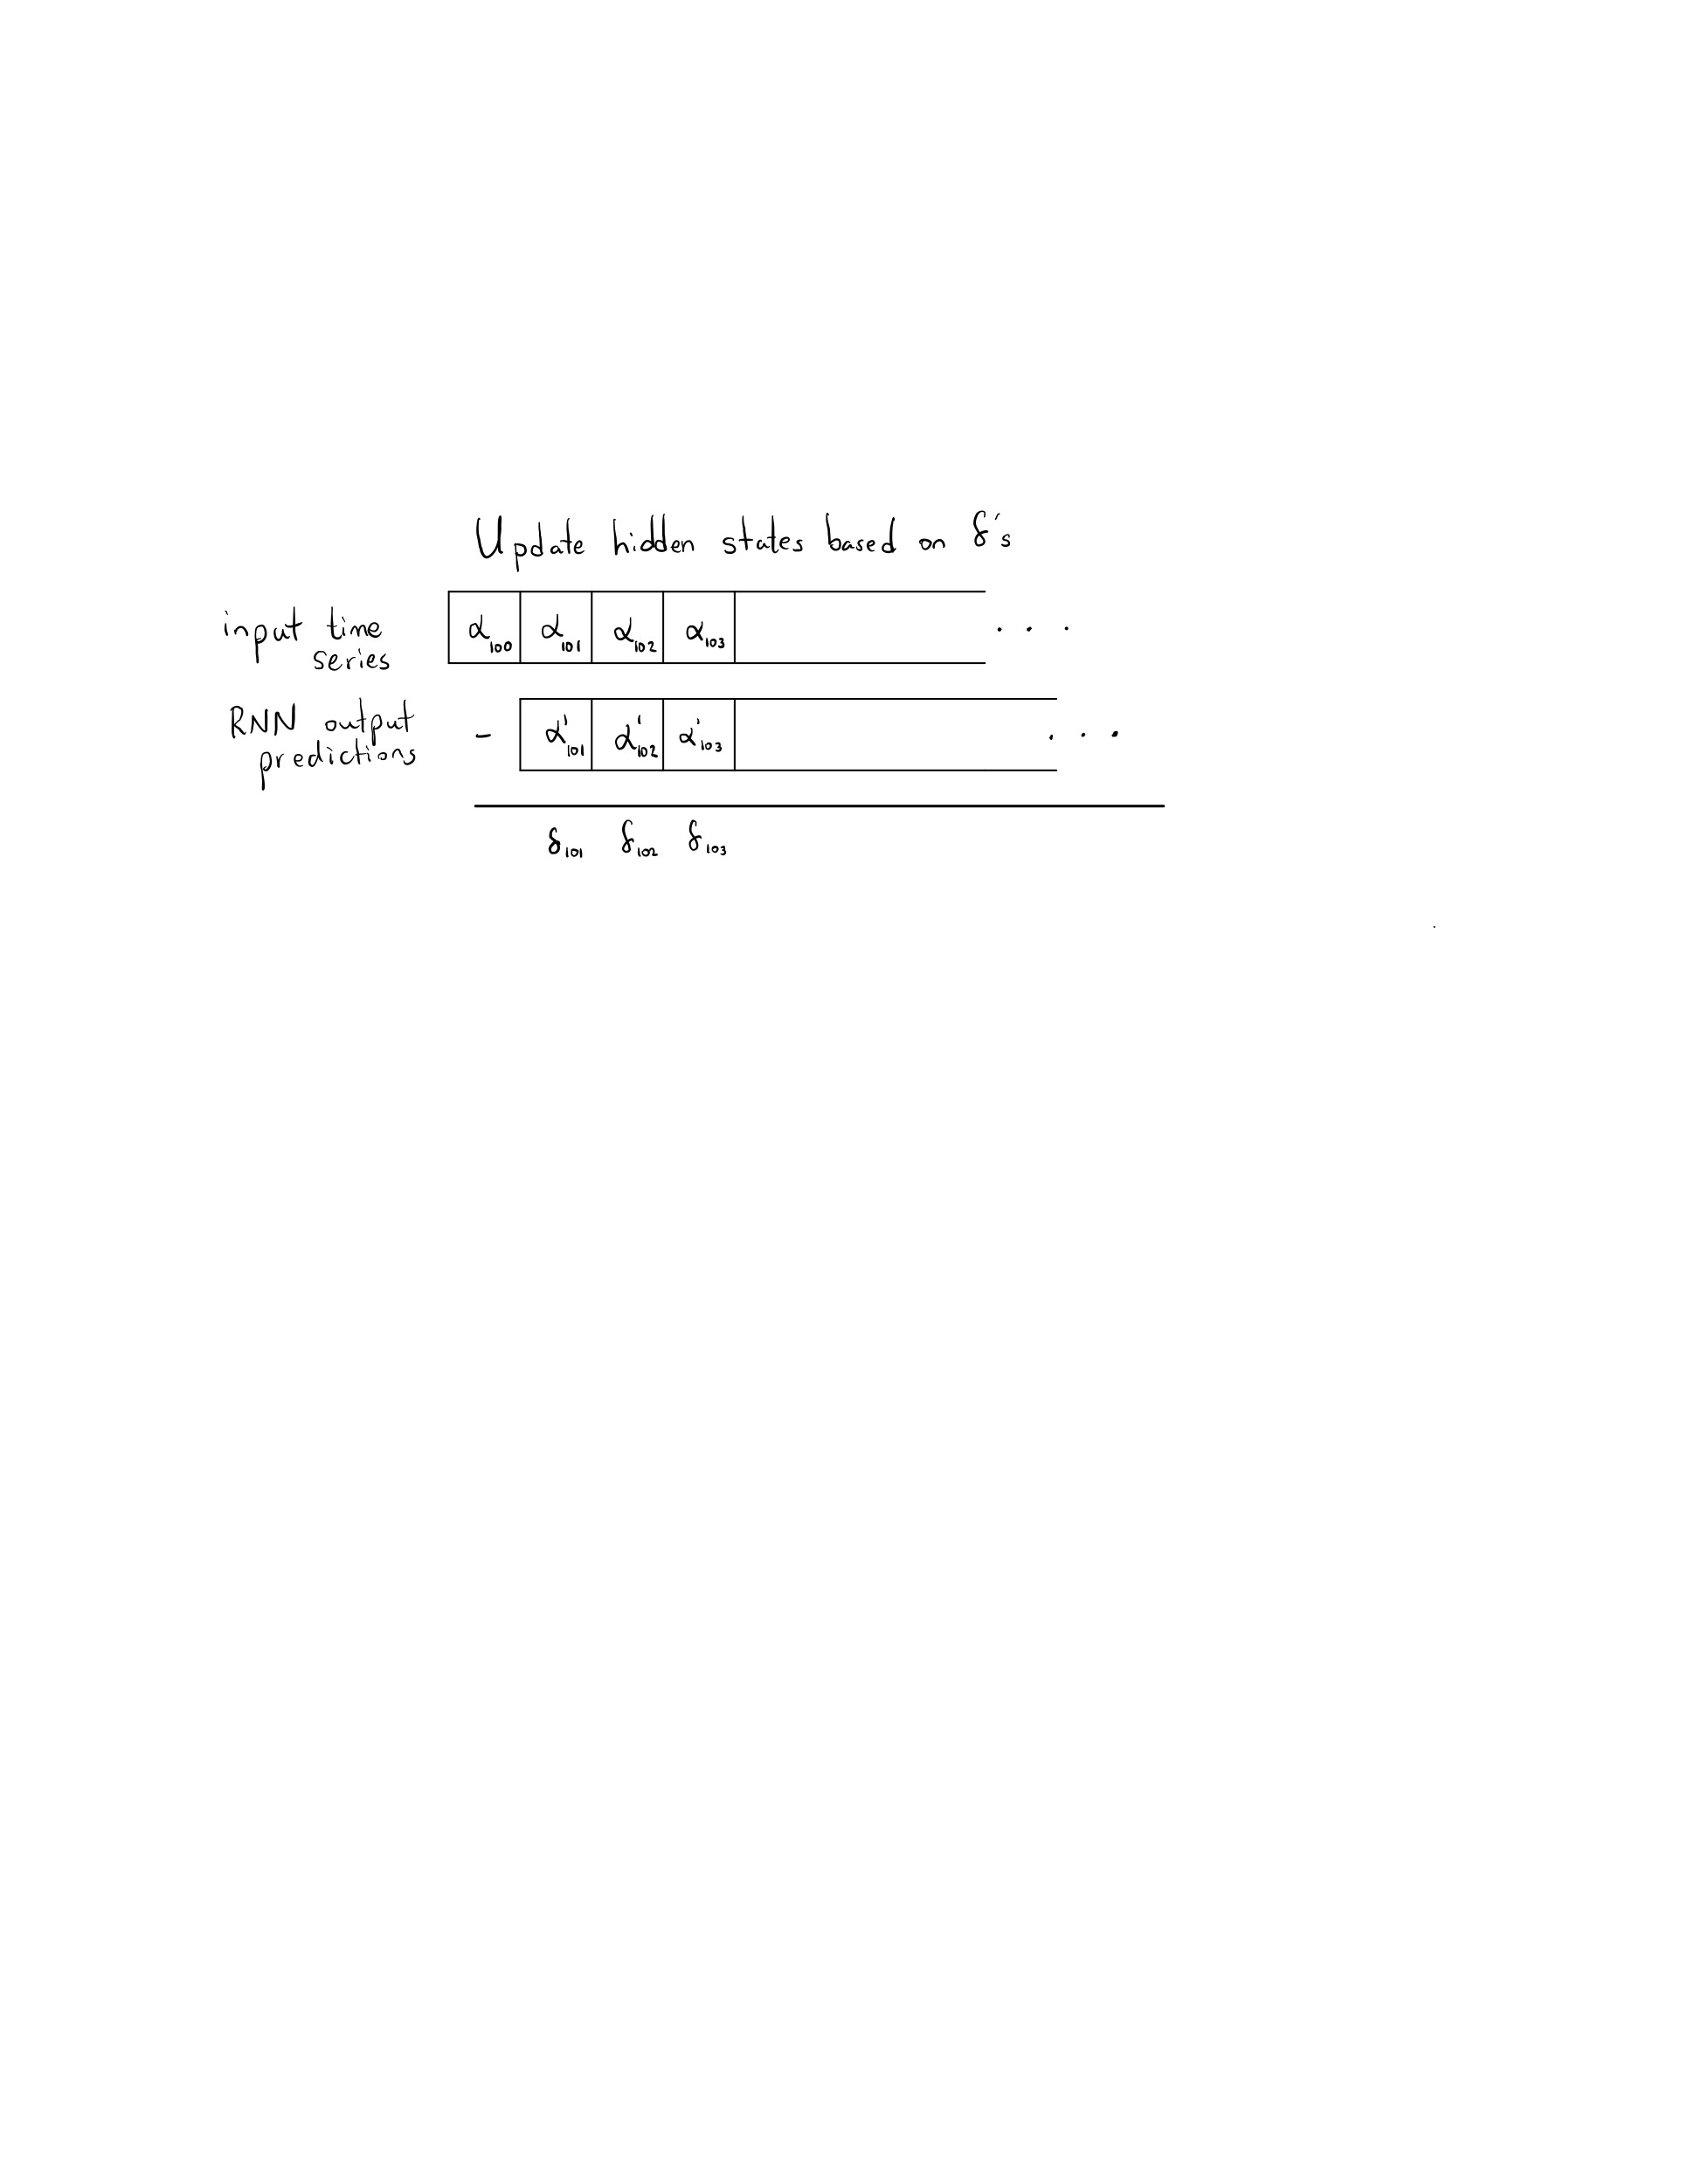 Update hidden states based on δ's
input time series
α₁₀₀ α₁₀₁ α₁₀₂ α₁₀₃ . . .
RNN output predictions
- α'₁₀₁ α'₁₀₂ α'₁₀₃ . . .
δ₁₀₁ δ₁₀₂ δ₁₀₃